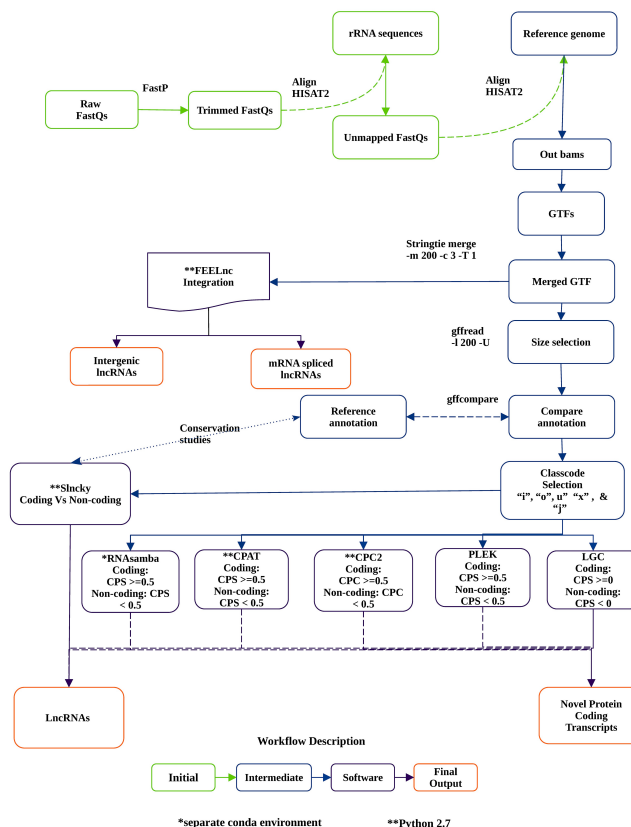 rRNA sequences
Reference genome
FastP
Align
HISAT2
Align
HISAT2
Raw
FastQs
Trimmed FastQs
Unmapped FastQs
Out bams
GTFs
Stringtie merge
-m 200 -c 3 -T 1
**FEELnc
Integration
Merged GTF
gffread
-l 200 -U
Size selection
Intergenic
lncRNAs
mRNA spliced
lncRNAs
gffcompare
Reference
annotation
Compare
annotation
Conservation
studies
**Slncky
Coding Vs Non-coding
Classcode
Selection
“i”, “o”, u” “x” , &
“j”
*RNAsamba
Coding:
CPS >=0.5
Non-coding: CPS
< 0.5
**CPAT
Coding:
CPS >=0.5
Non-coding:
CPS < 0.5
**CPC2
Coding:
CPC >=0.5
Non-coding: CPC
< 0.5
PLEK
Coding:
CPS >=0.5
Non-coding:
CPS < 0.5
LGC
Coding:
CPS >=0
Non-coding:
CPS < 0
LncRNAs
Novel Protein
Coding
Transcripts
Workflow Description
Initial
Intermediate
Software
Final
Output
*separate conda environment
**Python 2.7